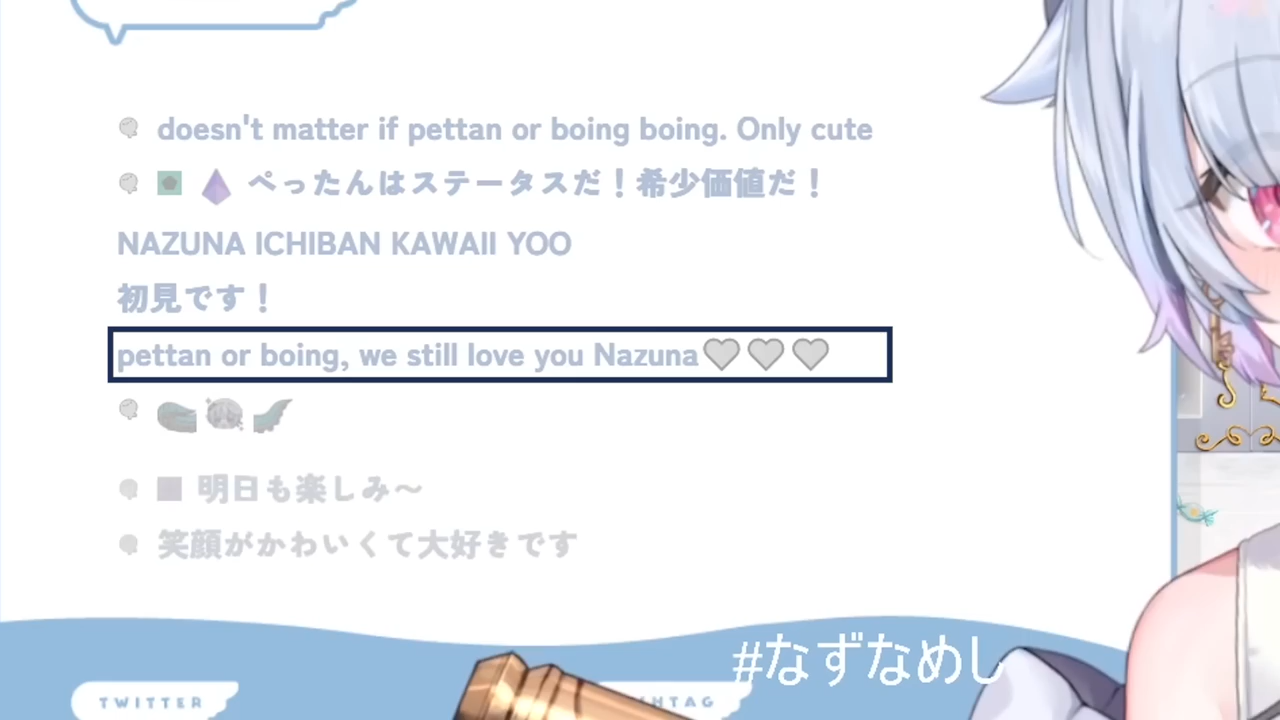 doesn't matter if pettan or boing boing. Only cute
ぺったんはステータスだ！希少価値だ！
NAZUNA ICHIBAN KAWAII YOO
初見です！
pettan or boing, we still love you Nazuna🤍🤍🤍
明日も楽しみ～
笑顔がかわいくて大好きです
#なずなめし
TWITTER